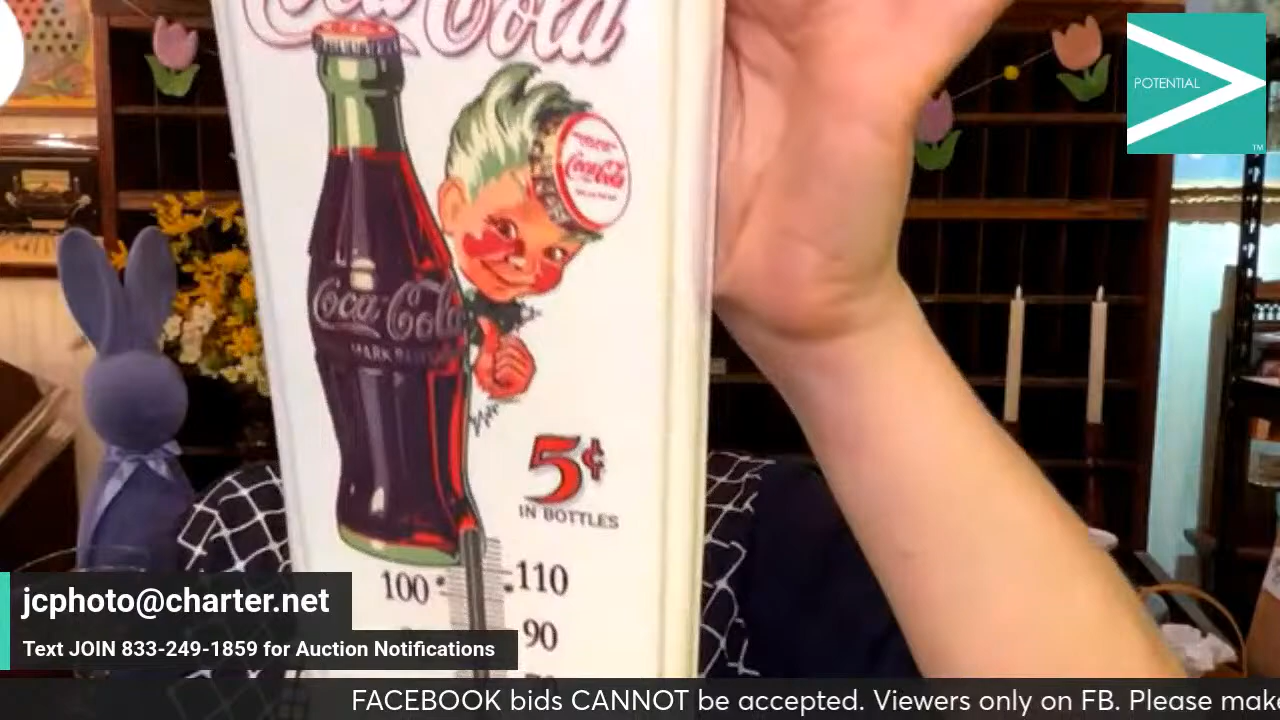 Coca-Cola
POTENTIAL
TM
Coca-Cola
Coca-Cola
5¢
IN BOTTLES
100 110
90
jcphoto@charter.net
Text JOIN 833-249-1859 for Auction Notifications
FACEBOOK bids CANNOT be accepted. Viewers only on FB. Please mak